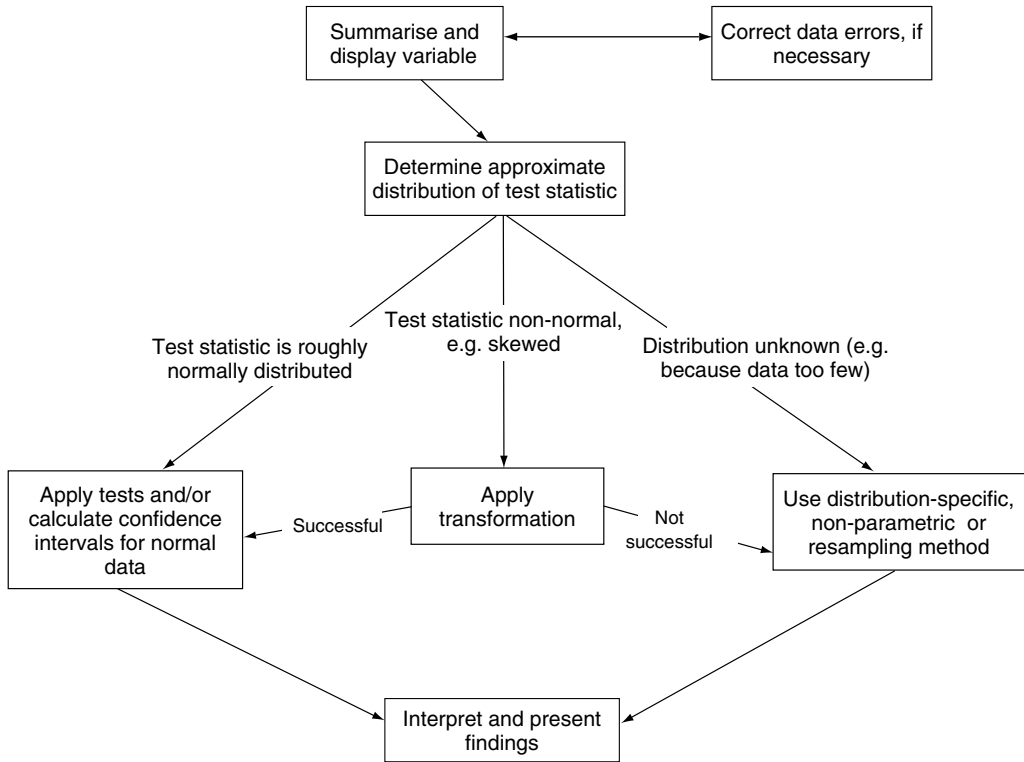 Summarise and
display variable
Correct data errors, if
necessary
Determine approximate
distribution of test statistic
Test statistic is roughly
normally distributed
Test statistic non-normal,
e.g. skewed
Distribution unknown (e.g.
because data too few)
Apply tests and/or
calculate confidence
intervals for normal
data
Successful
Apply
transformation
Not
successful
Use distribution-specific,
non-parametric or
resampling method
Interpret and present
findings